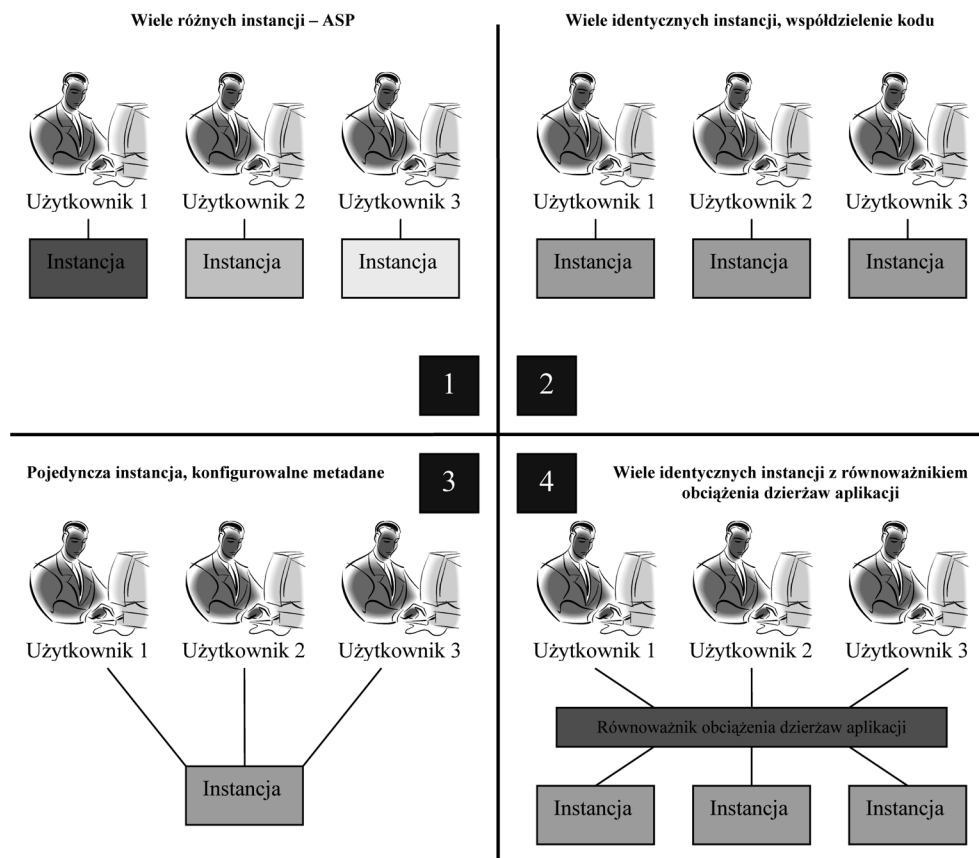 Wiele różnych instancji – ASP
Użytkownik 1 Użytkownik 2 Użytkownik 3
Instancja Instancja Instancja
1
Wiele identycznych instancji, współdzielenie kodu
Użytkownik 1 Użytkownik 2 Użytkownik 3
Instancja Instancja Instancja
2
Pojedyncza instancja, konfigurowalne metadane
3
Użytkownik 1 Użytkownik 2 Użytkownik 3
Instancja
4
Wiele identycznych instancji z równoważnikiem
obciążenia dzierżaw aplikacji
Użytkownik 1 Użytkownik 2 Użytkownik 3
Równoważnik obciążenia dzierżaw aplikacji
Instancja Instancja Instancja